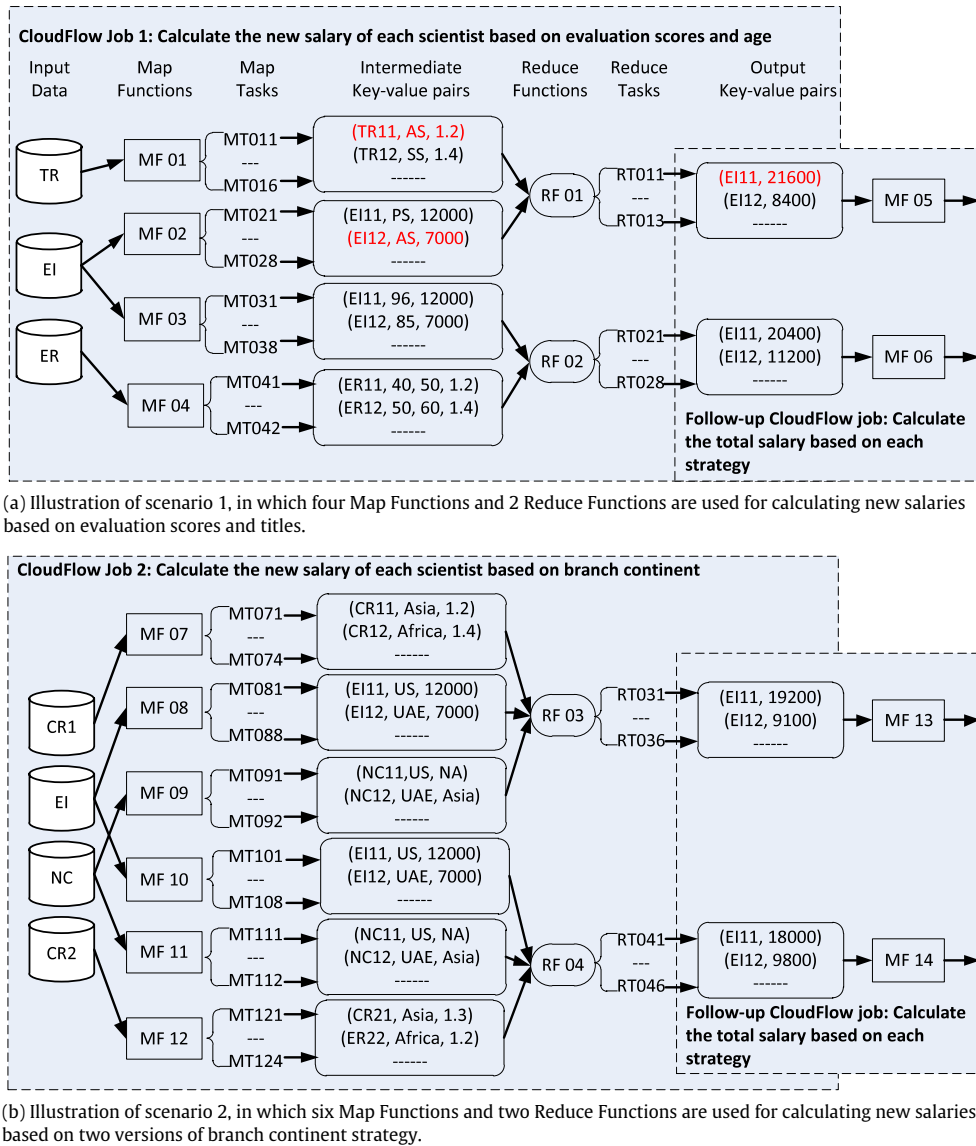 CloudFlow Job 1: Calculate the new salary of each scientist based on evaluation scores and age
Input Data
Map Functions
Map Tasks
Intermediate Key-value pairs
Reduce Functions
Reduce Tasks
Output Key-value pairs
TR
EI
ER
MF 01
MF 02
MF 03
MF 04
MT011
---
MT016
MT021
---
MT028
MT031
---
MT038
MT041
---
MT042
(TR11, AS, 1.2)
(TR12, SS, 1.4)
------
(EI11, PS, 12000)
(EI12, AS, 7000)
------
(EI11, 96, 12000)
(EI12, 85, 7000)
------
(ER11, 40, 50, 1.2)
(ER12, 50, 60, 1.4)
------
RF 01
RF 02
RT011
---
RT013
RT021
---
RT028
(EI11, 21600)
(EI12, 8400)
------
(EI11, 20400)
(EI12, 11200)
------
MF 05
MF 06
Follow-up CloudFlow job: Calculate
the total salary based on each
strategy
(a) Illustration of scenario 1, in which four Map Functions and 2 Reduce Functions are used for calculating new salaries
based on evaluation scores and titles.
CloudFlow Job 2: Calculate the new salary of each scientist based on branch continent
CR1
EI
NC
CR2
MF 07
MF 08
MF 09
MF 10
MF 11
MF 12
MT071
---
MT074
MT081
---
MT088
MT091
---
MT092
MT101
---
MT108
MT111
---
MT112
MT121
---
MT124
(CR11, Asia, 1.2)
(CR12, Africa, 1.4)
------
(EI11, US, 12000)
(EI12, UAE, 7000)
------
(NC11,US, NA)
(NC12, UAE, Asia)
------
(EI11, US, 12000)
(EI12, UAE, 7000)
------
(NC11, US, NA)
(NC12, UAE, Asia)
------
(CR21, Asia, 1.3)
(ER22, Africa, 1.2)
------
RF 03
RF 04
RT031
---
RT036
RT041
---
RT046
(EI11, 19200)
(EI12, 9100)
------
(EI11, 18000)
(EI12, 9800)
------
MF 13
MF 14
Follow-up CloudFlow job: Calculate
the total salary based on each
strategy
(b) Illustration of scenario 2, in which six Map Functions and two Reduce Functions are used for calculating new salaries
based on two versions of branch continent strategy.